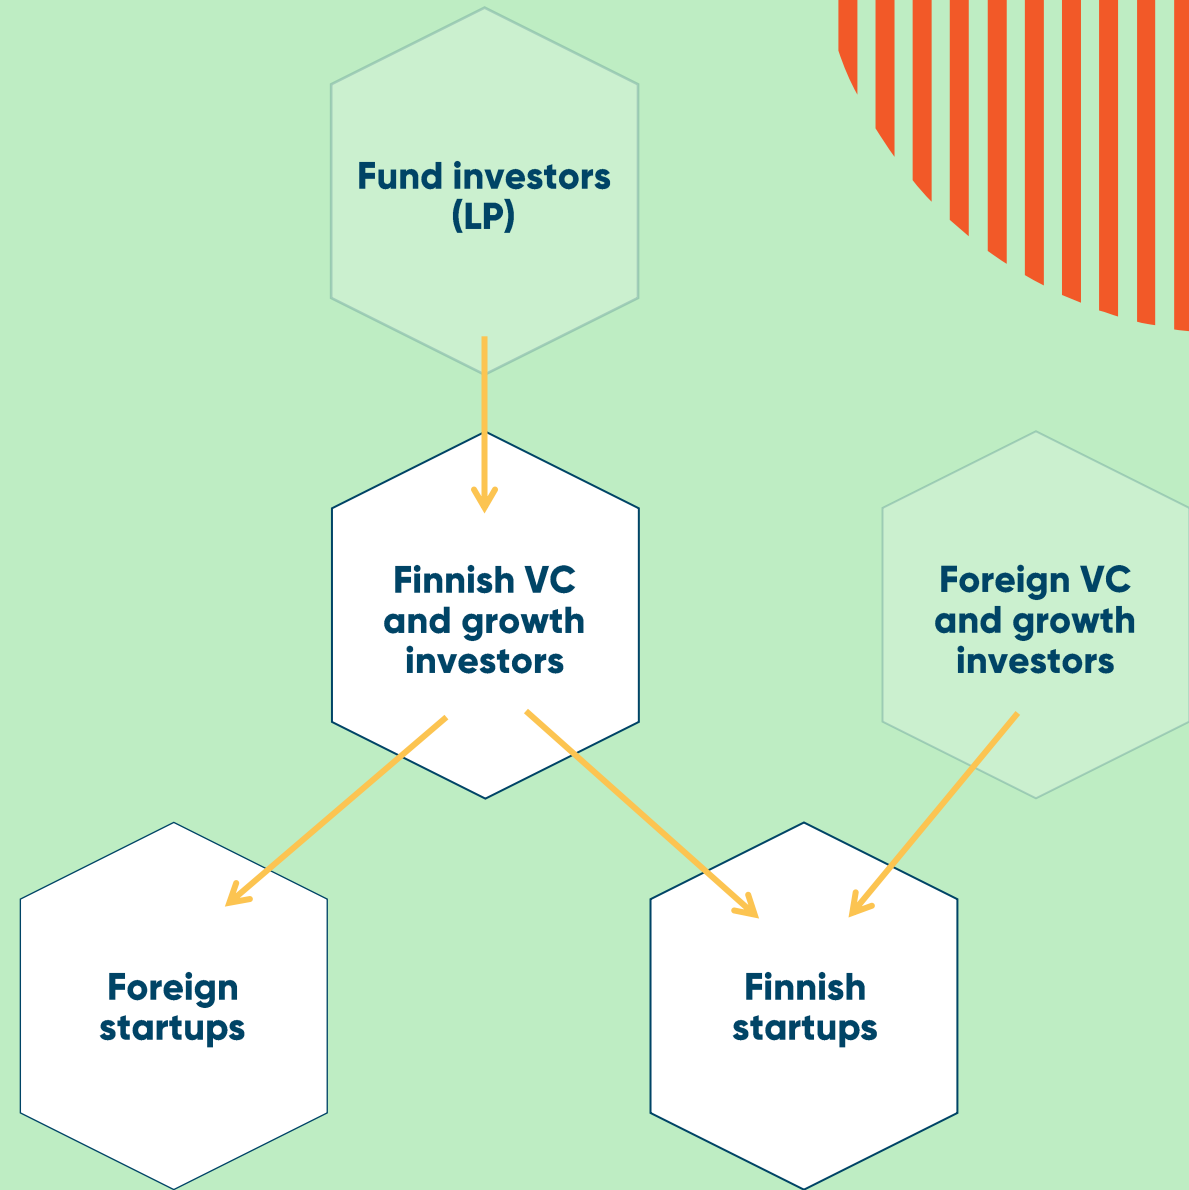 Fund investors
(LP)
Finnish VC
and growth
investors
Foreign VC
and growth
investors
Foreign
startups
Finnish
startups